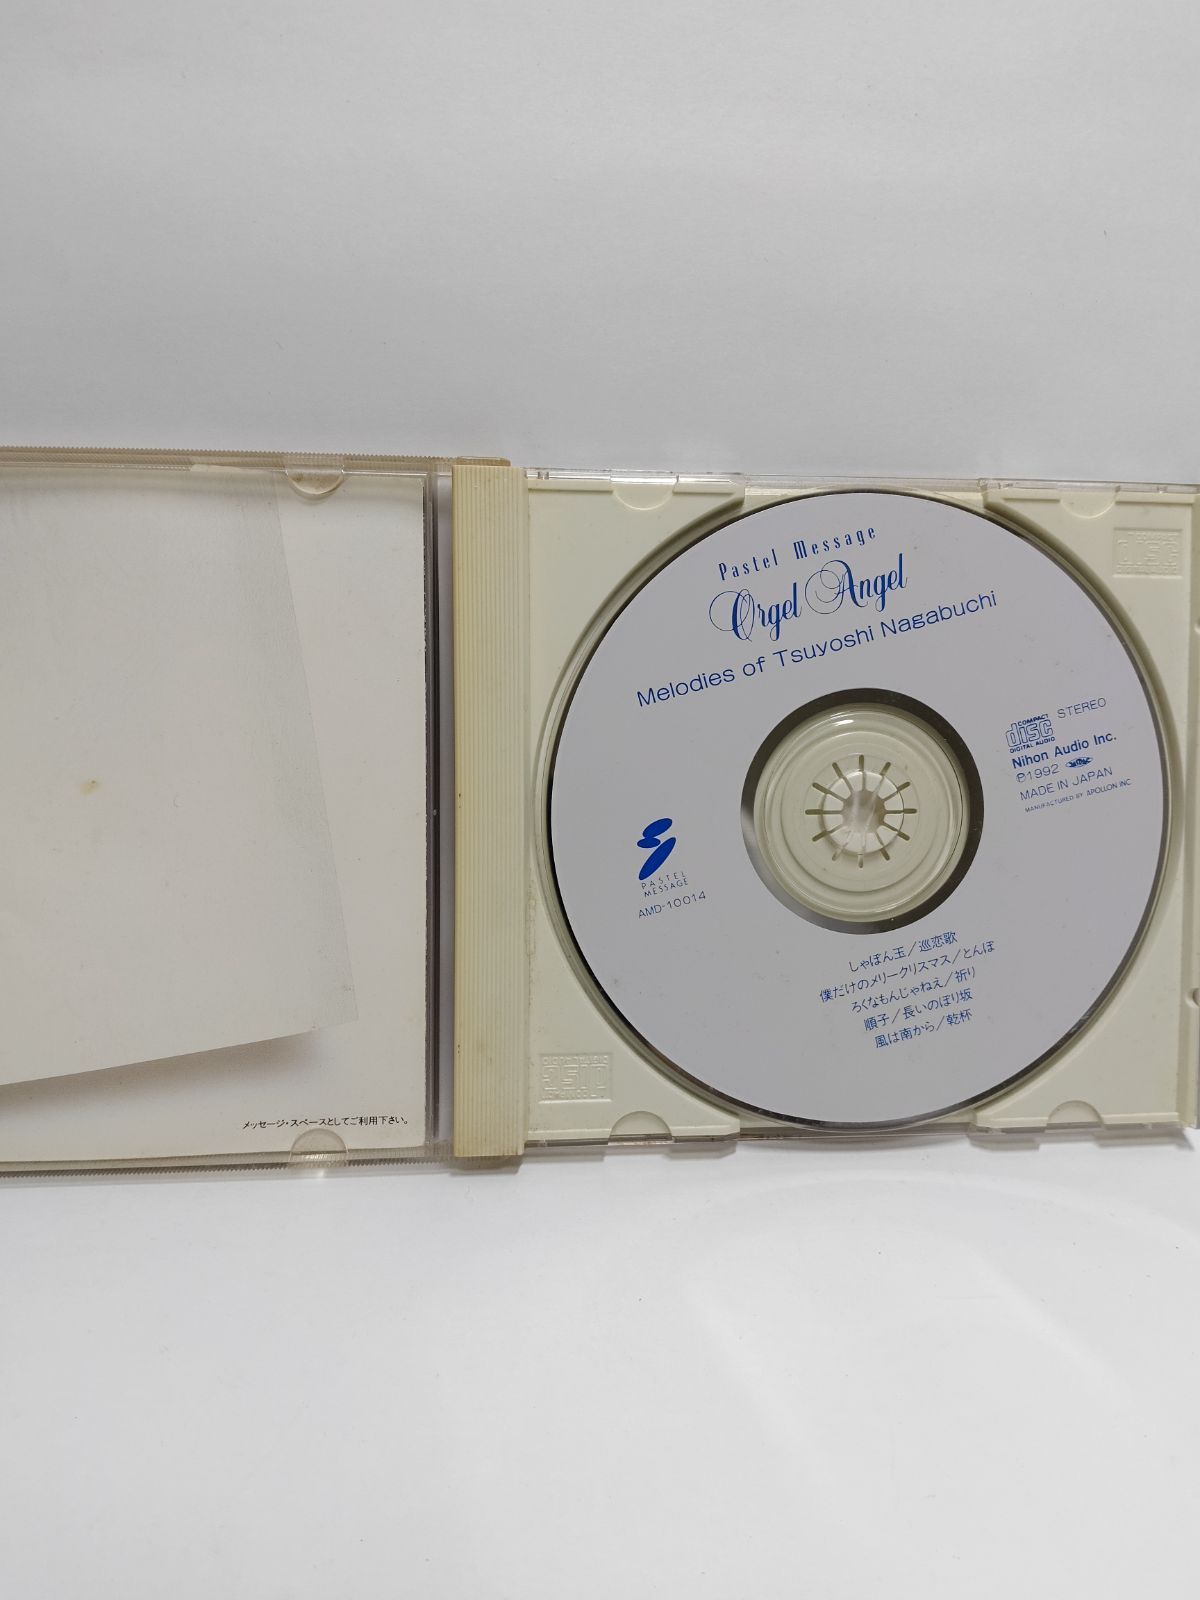 Pastel Message
Orgel Angel
Melodies of Tsuyoshi Nagabuchi
COMPACT
disc
DIGITAL AUDIO
STEREO
Nihon Audio Inc.
℗1992
MADE IN JAPAN
MANUFACTURED BY APOLLON INC
PASTEL
MESSAGE
AMD-10014
しゃぼん玉/巡恋歌
僕だけのメリークリスマス/とんぼ
ろくなもんじゃねえ/祈り
順子/長いのぼり坂
風は南から/乾杯
メッセージ・スペースとしてご利用下さい。